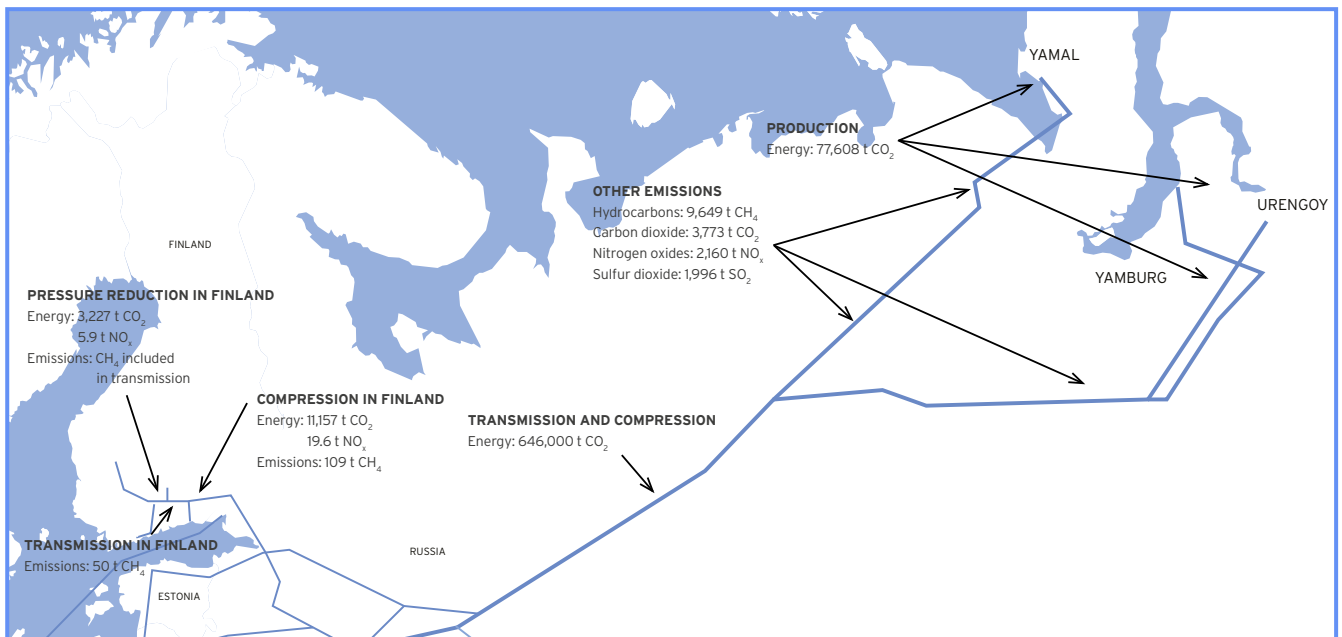 YAMAL
PRODUCTION
Energy: 77,608 t CO₂
OTHER EMISSIONS
Hydrocarbons: 9,649 t CH₄
Carbon dioxide: 3,773 t CO₂
Nitrogen oxides: 2,160 t NOₓ
Sulfur dioxide: 1,996 t SO₂
URENGOY
YAMBURG
FINLAND
PRESSURE REDUCTION IN FINLAND
Energy: 3,227 t CO₂
5.9 t NOₓ
Emissions: CH₄ included
in transmission
COMPRESSION IN FINLAND
Energy: 11,157 t CO₂
19.6 t NOₓ
Emissions: 109 t CH₄
TRANSMISSION AND COMPRESSION
Energy: 646,000 t CO₂
TRANSMISSION IN FINLAND
Emissions: 50 t CH₄
RUSSIA
ESTONIA